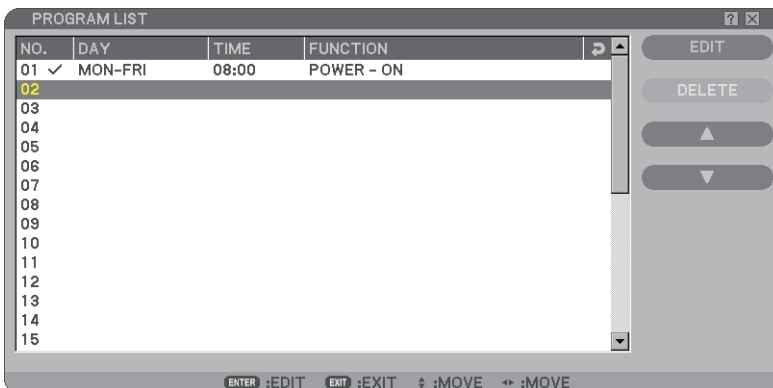 PROGRAM LIST
NO. DAY TIME FUNCTION
01 ✓ MON-FRI 08:00 POWER - ON
02
03
04
05
06
07
08
09
10
11
12
13
14
15
EDIT
DELETE
ENTER :EDIT EXIT :EXIT :MOVE :MOVE